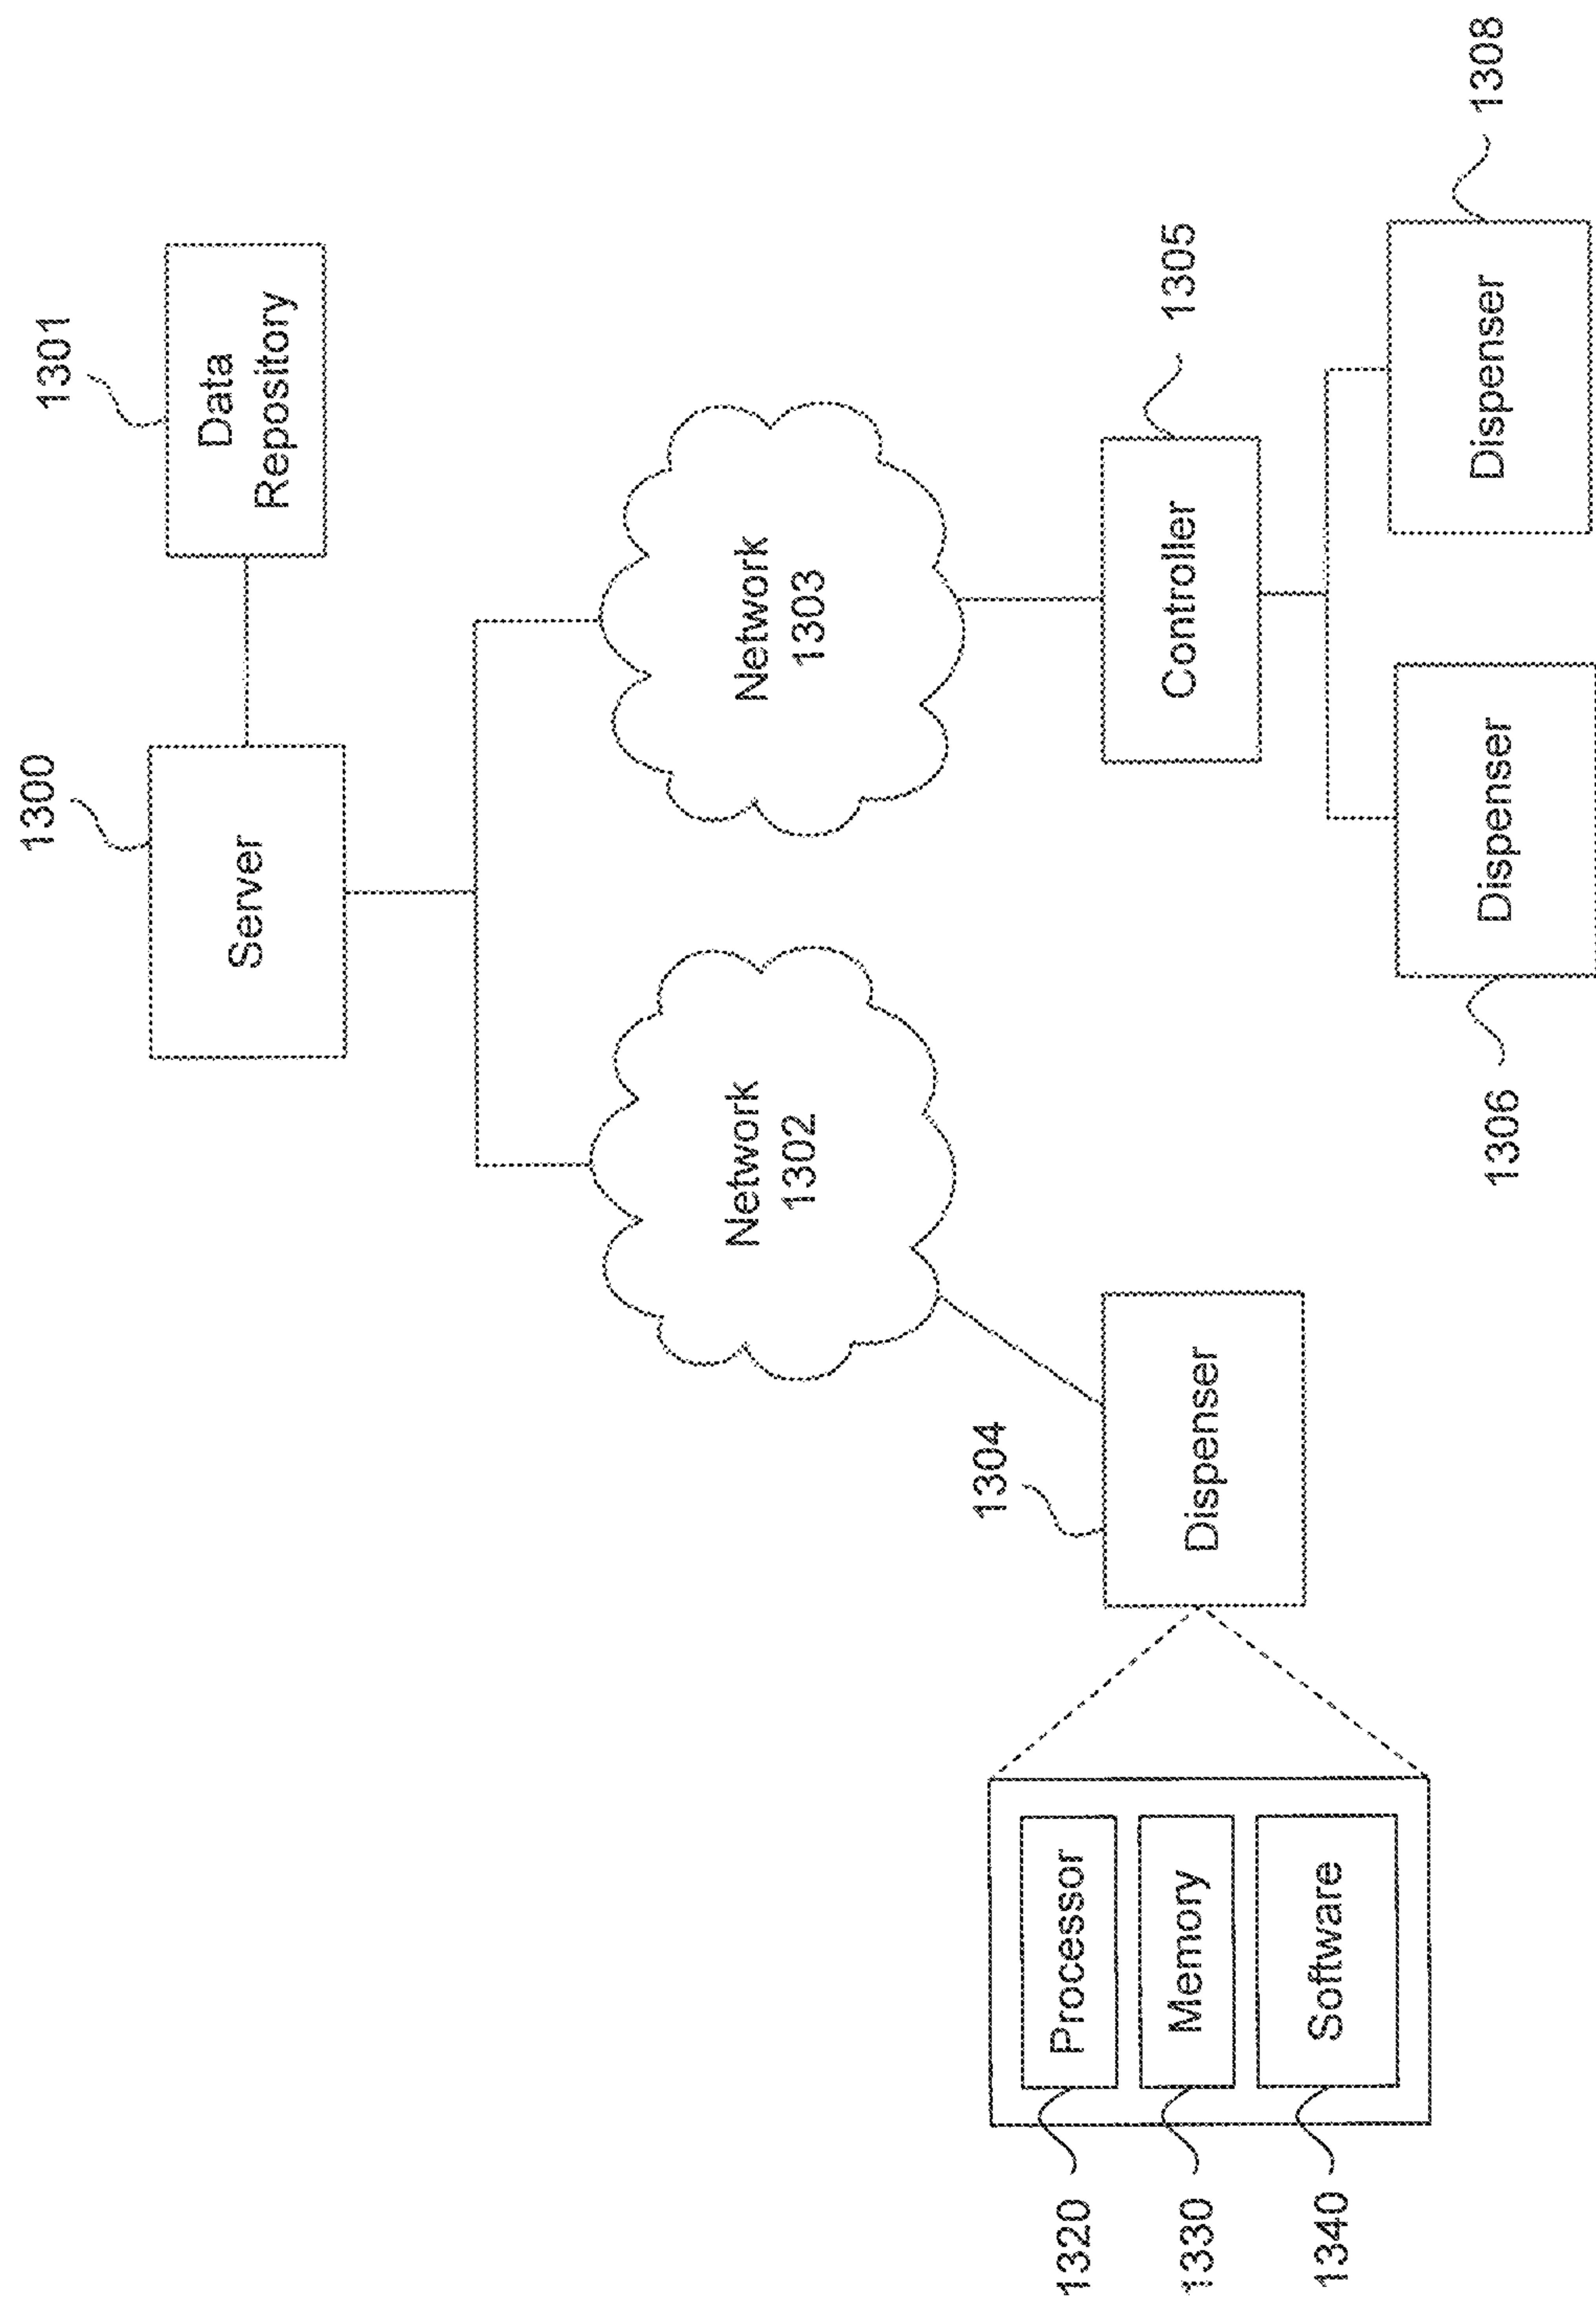 1300
Server
1301
Data
Repository
Network
1302
Network
1303
1304
Dispenser
1305
Controller
1306
Dispenser
1308
Dispenser
1320
Processor
1330
Memory
1340
Software